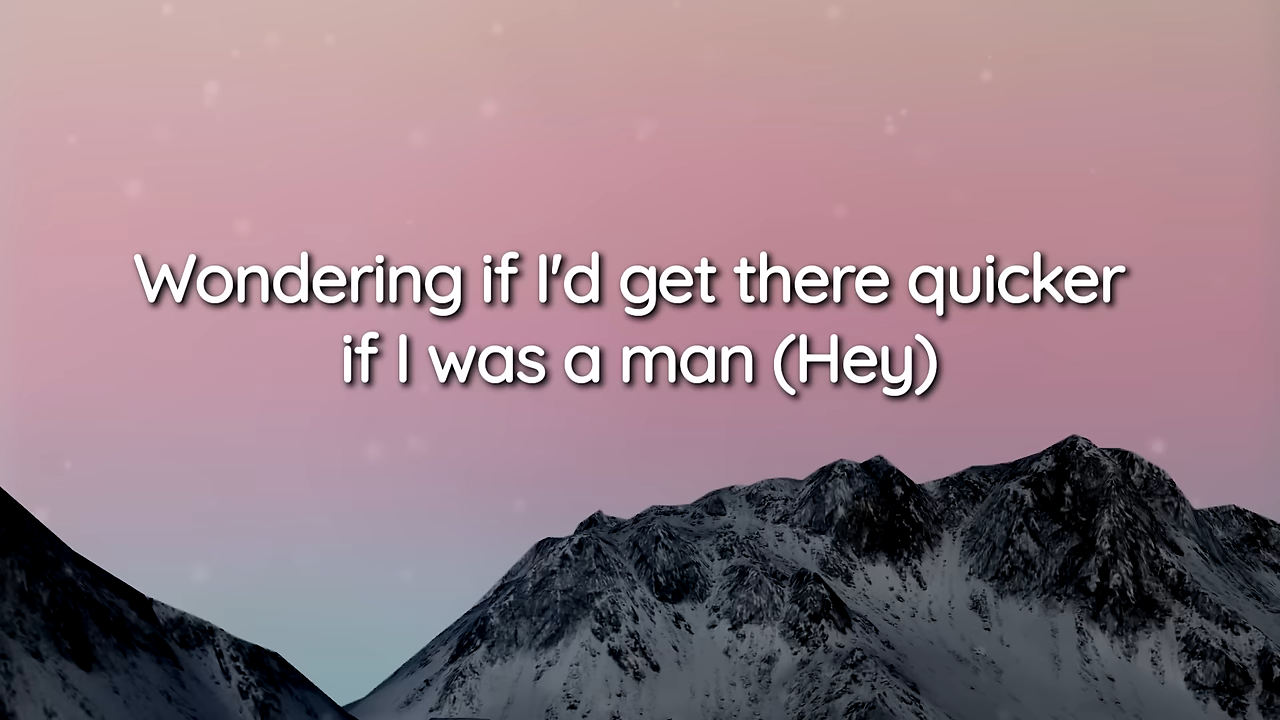 Wondering if I'd get there quicker
if I was a man (Hey)